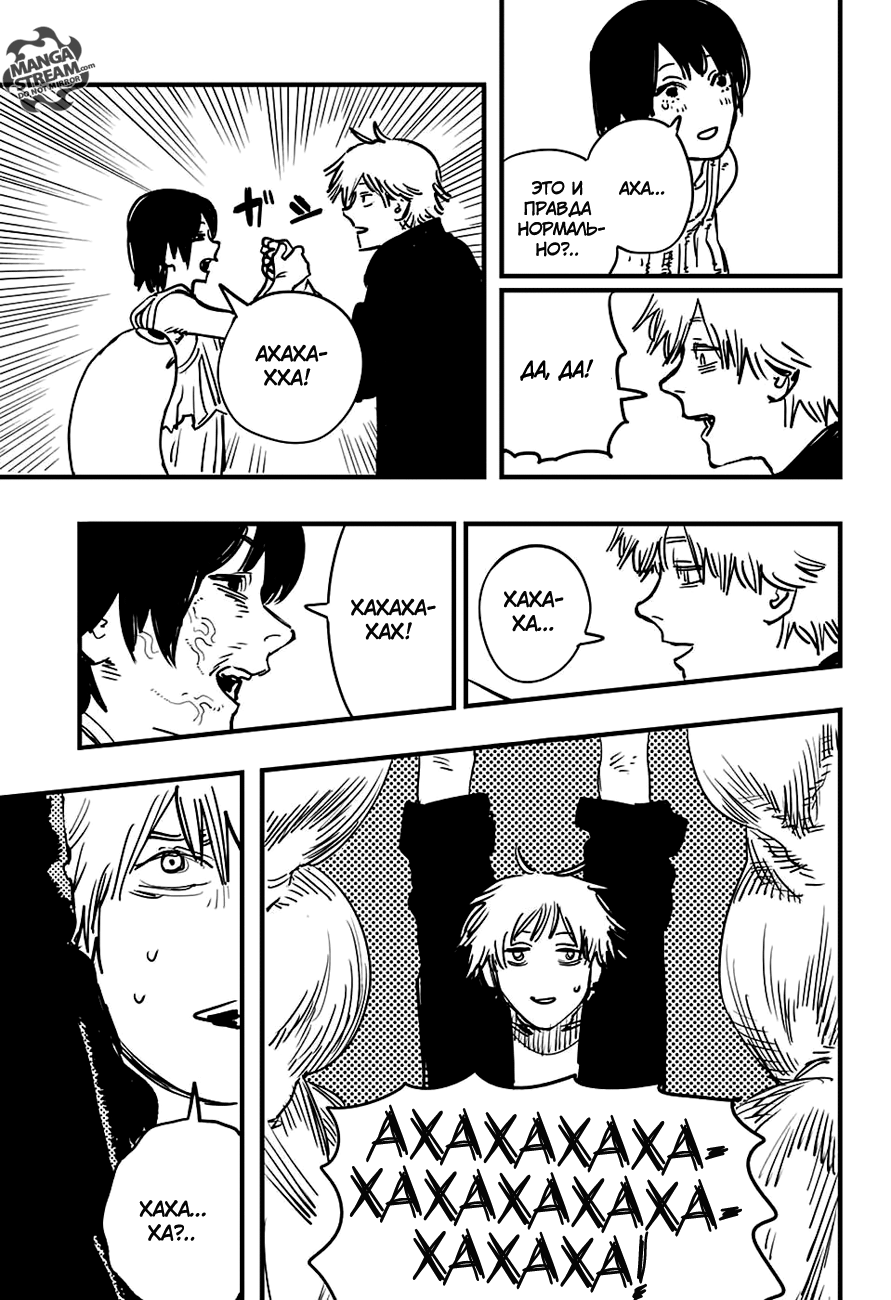 MANGA
STREAM.com
DO NOT MIRROR
АХА...
ЭТО И
ПРАВДА
НОРМАЛЬ-
НО?..
ДА, ДА!
ガシッ
АХАХА-
ХХА!
ХАХА-
ХА...
ХАХАХА-
ХАХ!
АХАХАХАХА-
ХАХАХАХАХА-
ХАХАХА!
ХАХА...
ХА?..